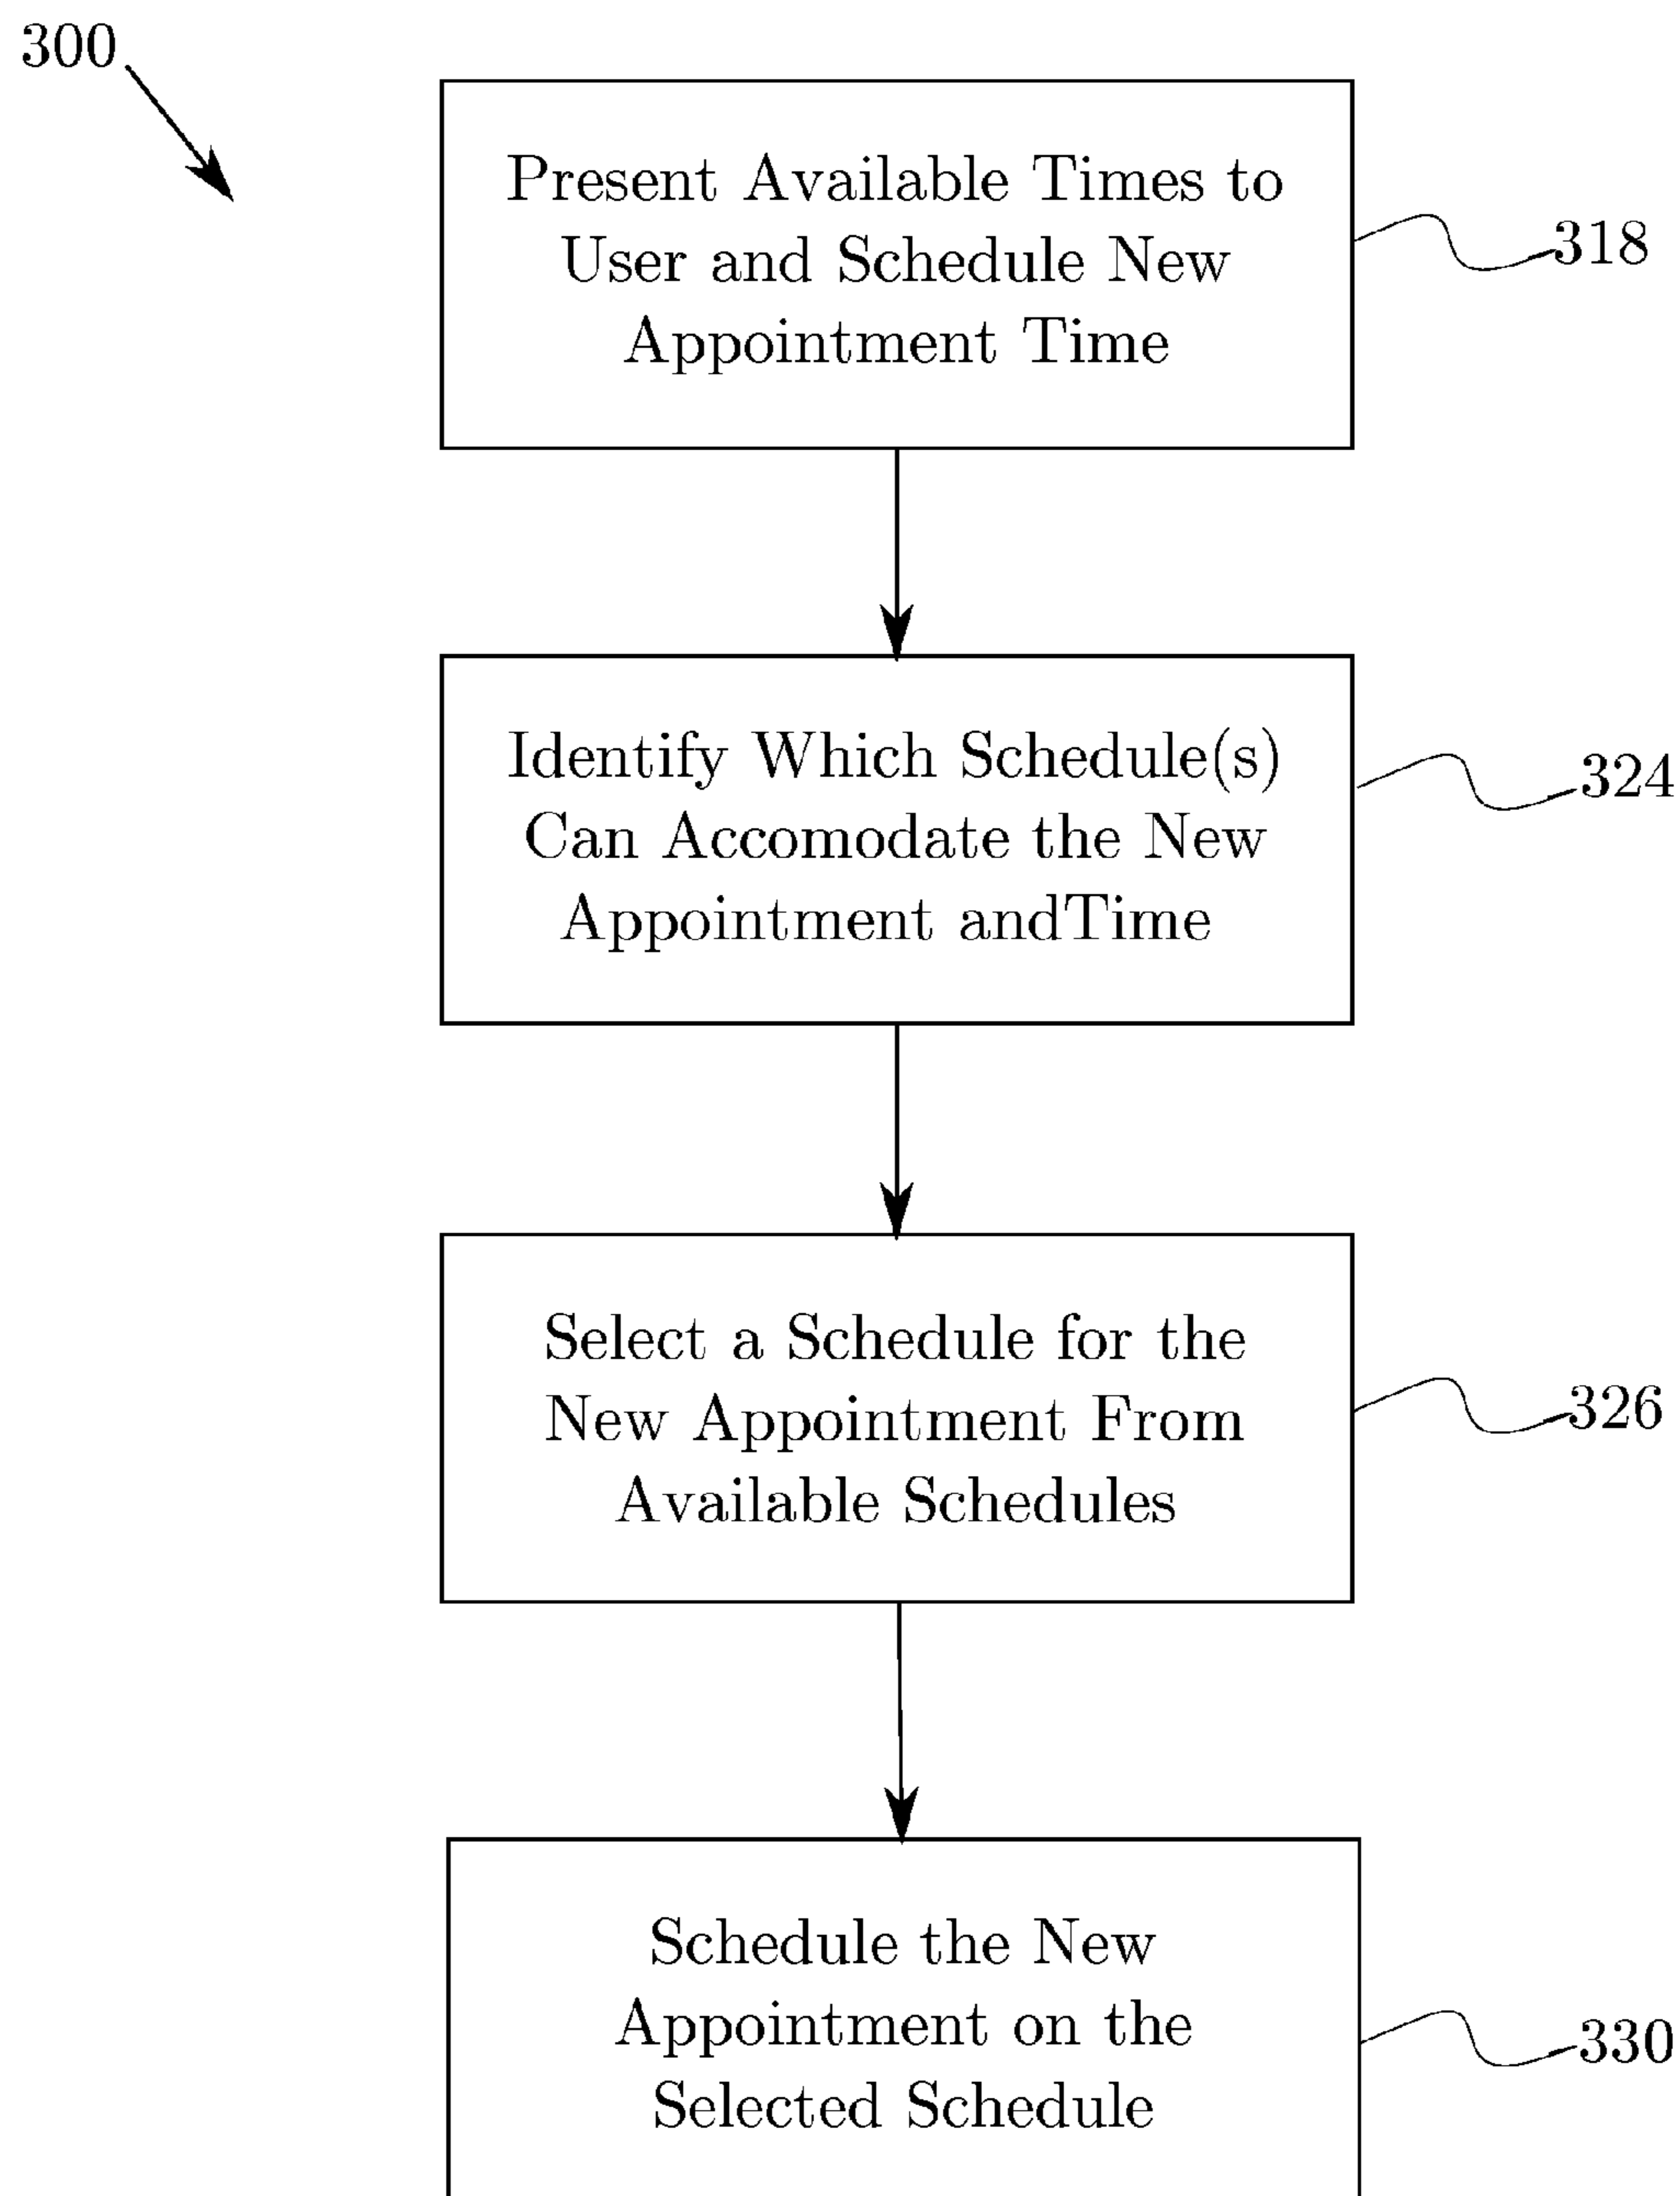 300
Present Available Times to
User and Schedule New
Appointment Time
318
Identify Which Schedule(s)
Can Accomodate the New
Appointment andTime
324
Select a Schedule for the
New Appointment From
Available Schedules
326
Schedule the New
Appointment on the
Selected Schedule
330